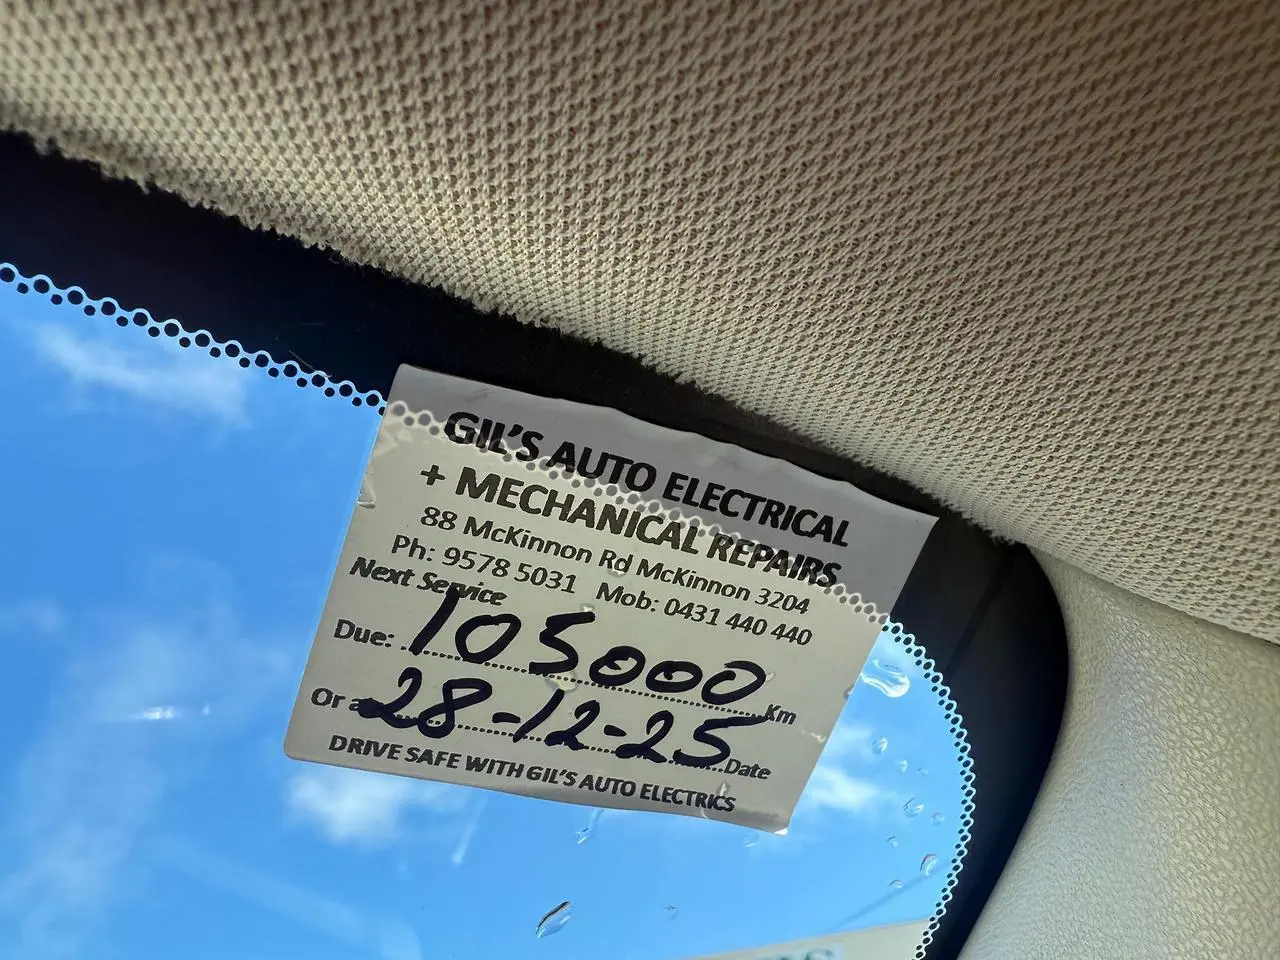 GIL'S AUTO ELECTRICAL
+ MECHANICAL REPAIRS
88 McKinnon Rd McKinnon 3204
Ph: 9578 5031 Mob: 0431 440 440
Next Service
Due: 105000 Km
Or 28-12-25 Date
DRIVE SAFE WITH GIL'S AUTO ELECTRICS